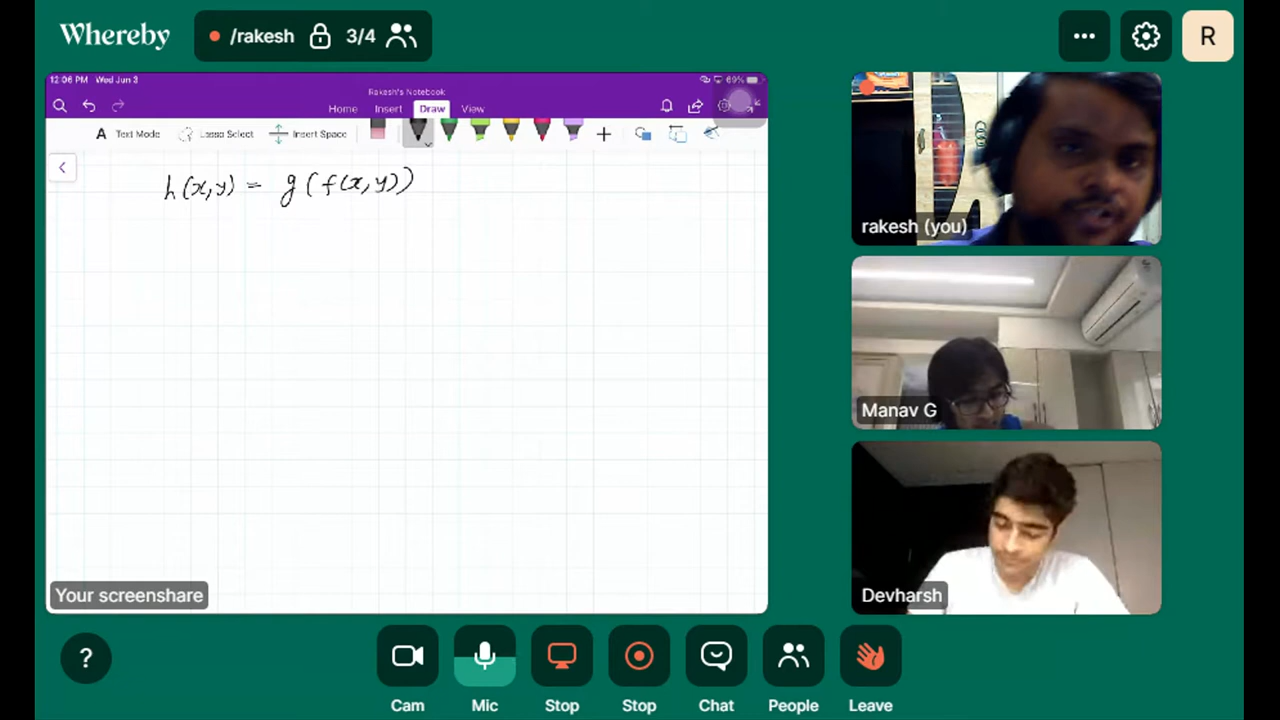 Whereby
/rakesh 3/4
R
12:06 PM Wed Jun 3
69%
Rakesh's Notebook
Home Insert Draw View
A Text Mode Lasso Select Insert Space
h(x,y) = g(f(x,y))
rakesh (you)
Manav G
Devharsh
Your screenshare
?
Cam Mic Stop Stop Chat People Leave